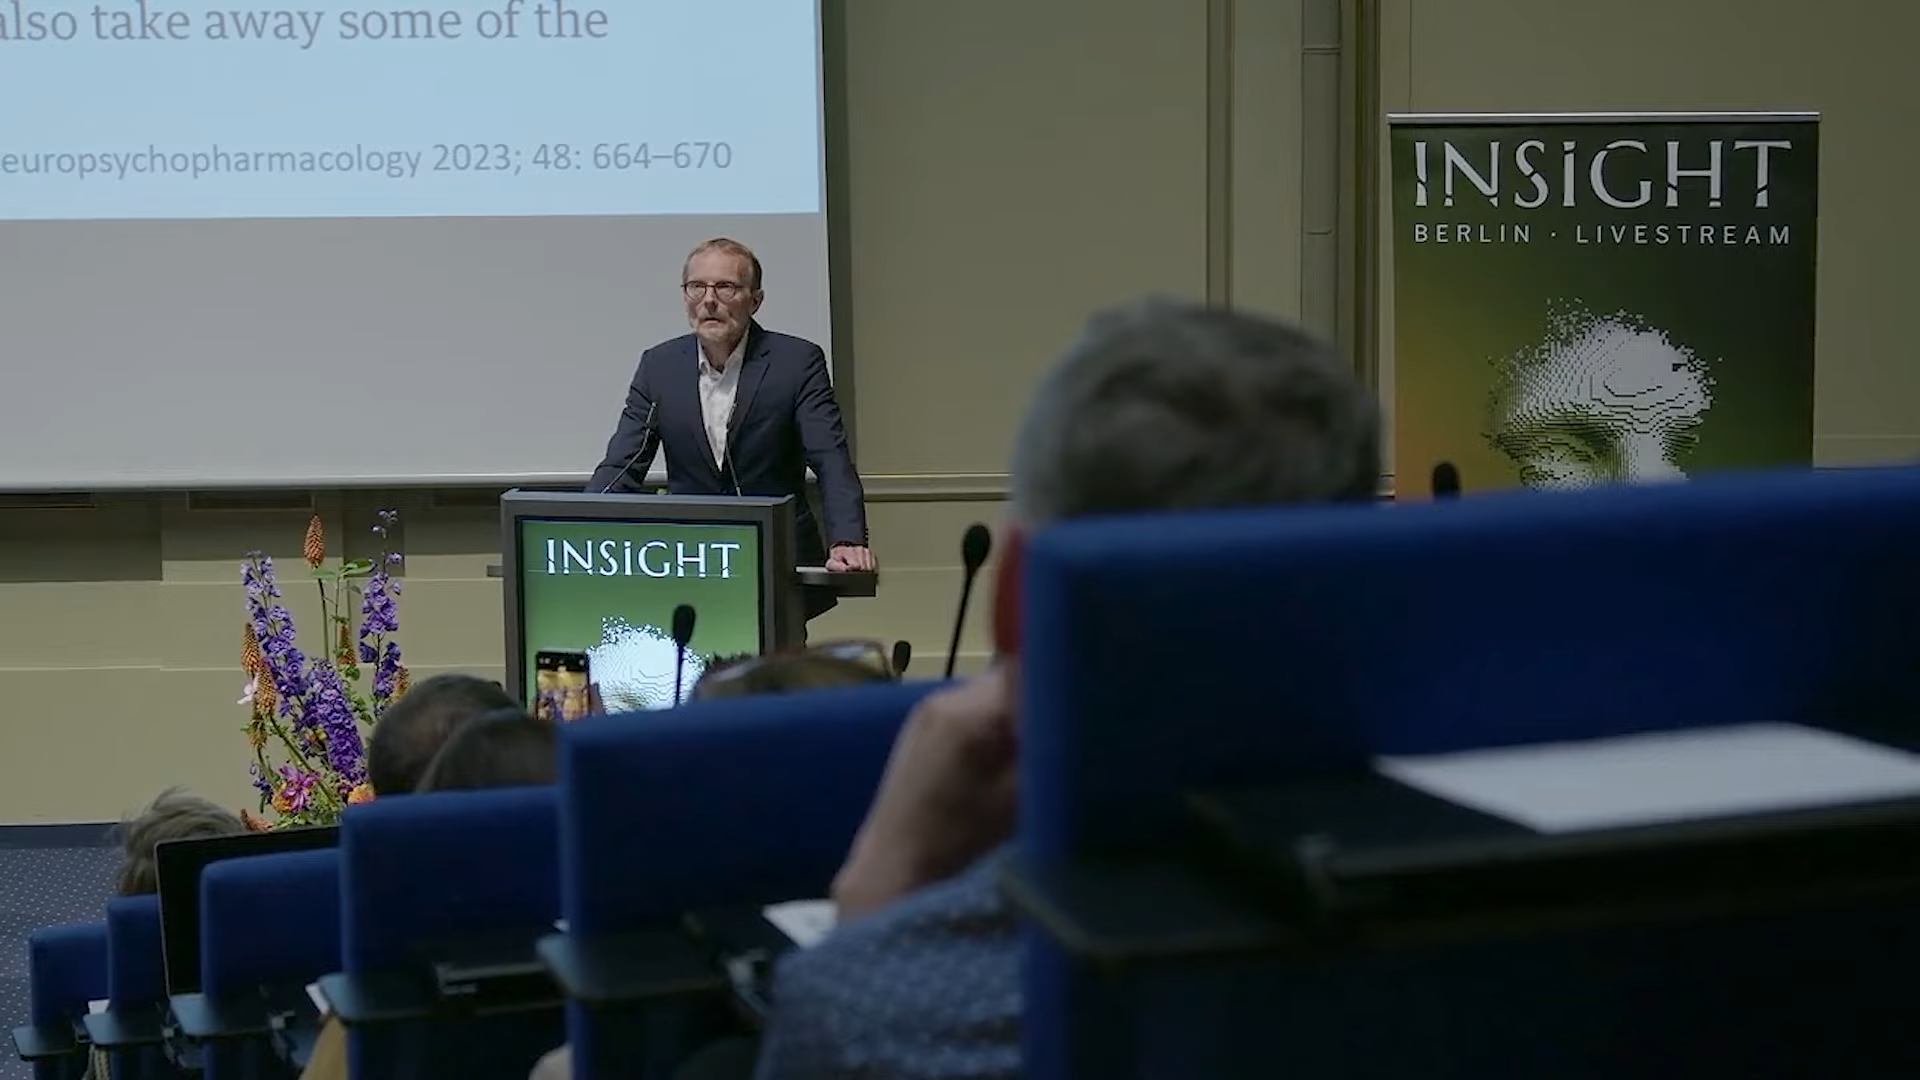 also take away some of the
europsychopharmacology 2023; 48: 664–670
INSIGHT
BERLIN · LIVESTREAM
INSIGHT